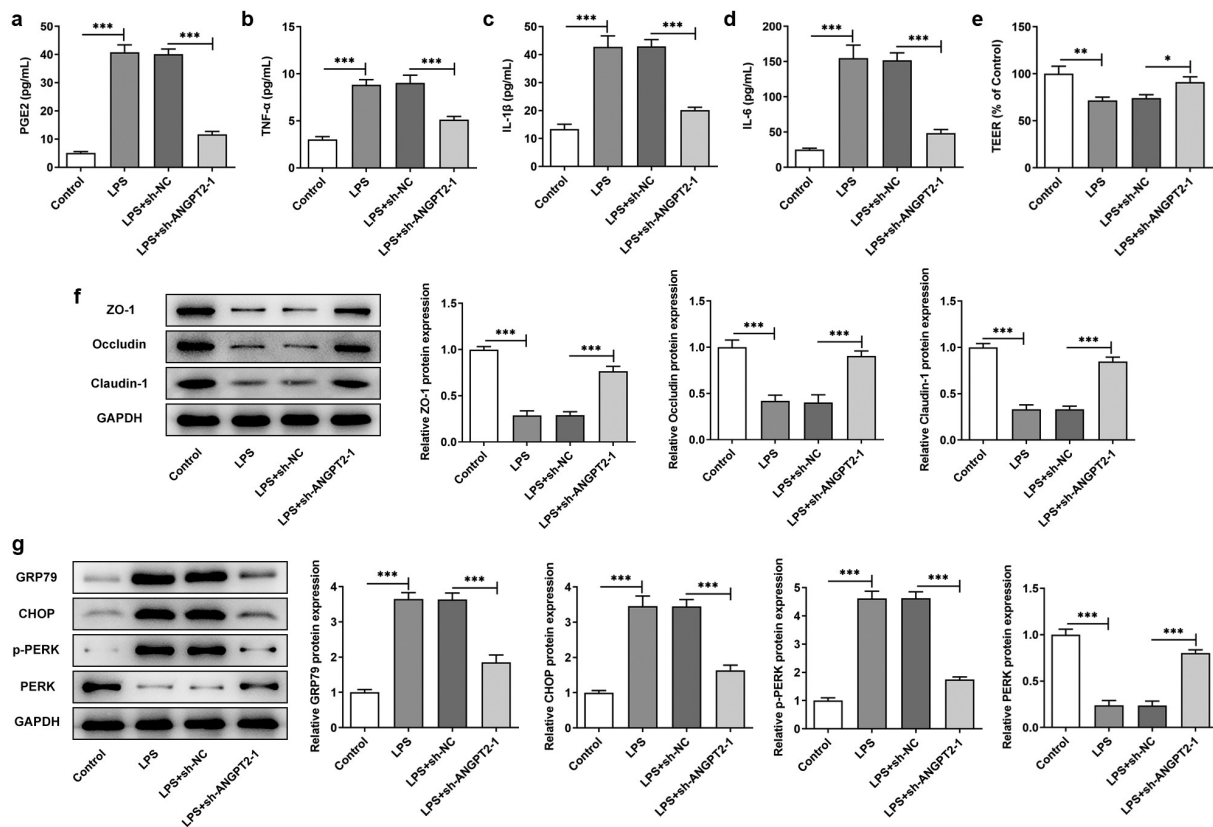 a
PGE2 (pg/mL)
50
40
30
20
10
0
***
***
Control
LPS
LPS+sh-NC
LPS+sh-ANGPT2-1
b
TNF-α (pg/mL)
15
10
5
0
***
***
Control
LPS
LPS+sh-NC
LPS+sh-ANGPT2-1
c
IL-1β (pg/mL)
50
40
30
20
10
0
***
***
Control
LPS
LPS+sh-NC
LPS+sh-ANGPT2-1
d
IL-6 (pg/mL)
200
150
100
50
0
***
***
Control
LPS
LPS+sh-NC
LPS+sh-ANGPT2-1
e
TEER (% of Control)
150
100
50
0
**
*
Control
LPS
LPS+sh-NC
LPS+sh-ANGPT2-1
f
ZO-1
Occludin
Claudin-1
GAPDH
Control
LPS
LPS+sh-NC
LPS+sh-ANGPT2-1
Relative ZO-1 protein expression
1.5
1.0
0.5
0.0
***
***
Control
LPS
LPS+sh-NC
LPS+sh-ANGPT2-1
Relative Occludin protein expression
1.5
1.0
0.5
0.0
***
***
Control
LPS
LPS+sh-NC
LPS+sh-ANGPT2-1
Relative Claudin-1 protein expression
1.5
1.0
0.5
0.0
***
***
Control
LPS
LPS+sh-NC
LPS+sh-ANGPT2-1
g
GRP79
CHOP
p-PERK
PERK
GAPDH
Control
LPS
LPS+sh-NC
LPS+sh-ANGPT2-1
Relative GRP79 protein expression
4
3
2
1
0
***
***
Control
LPS
LPS+sh-NC
LPS+sh-ANGPT2-1
Relative CHOP protein expression
4
3
2
1
0
***
***
Control
LPS
LPS+sh-NC
LPS+sh-ANGPT2-1
Relative p-PERK protein expression
5
4
3
2
1
0
***
***
Control
LPS
LPS+sh-NC
LPS+sh-ANGPT2-1
Relative PERK protein expression
1.5
1.0
0.5
0.0
***
***
Control
LPS
LPS+sh-NC
LPS+sh-ANGPT2-1